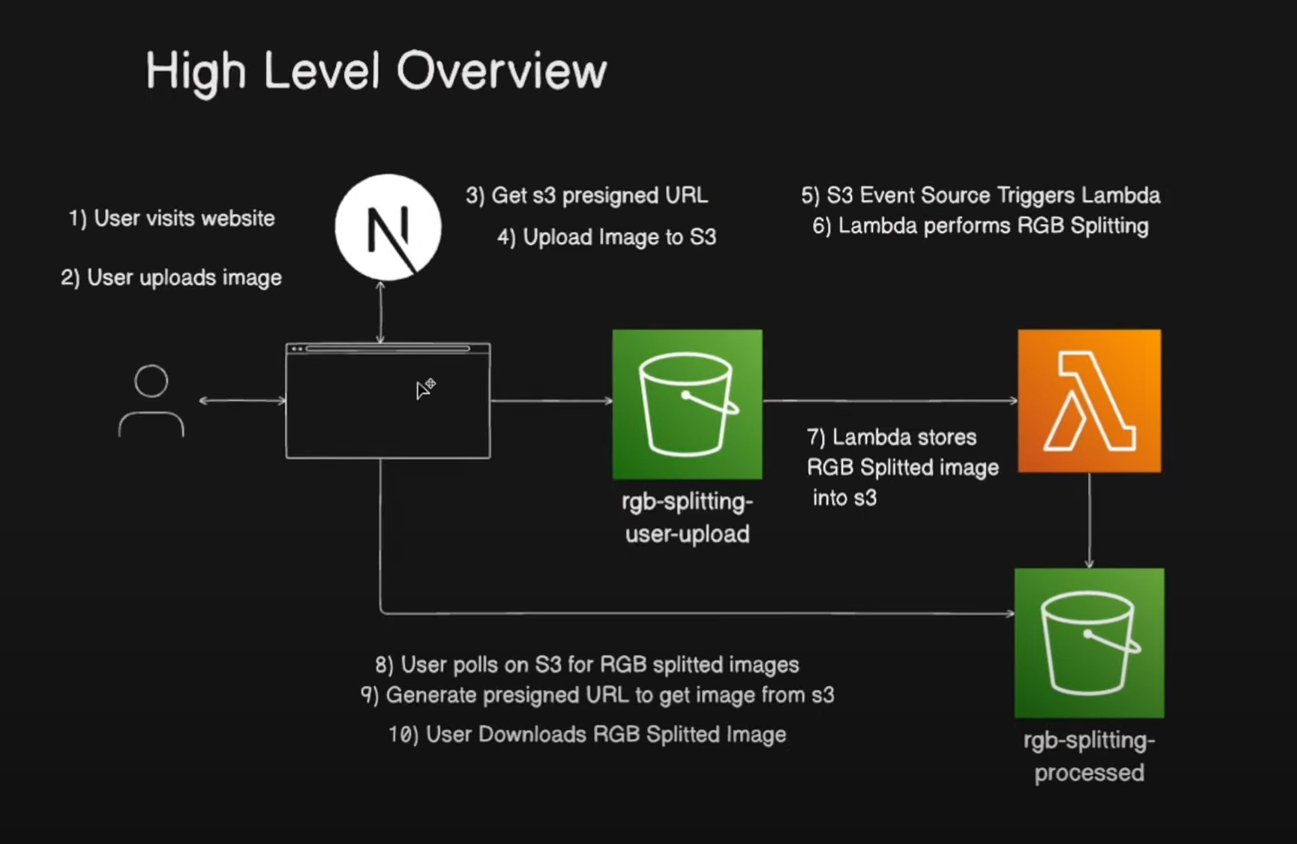 High Level Overview
1) User visits website
2) User uploads image
3) Get s3 presigned URL
4) Upload Image to S3
5) S3 Event Source Triggers Lambda
6) Lambda performs RGB Splitting
N
rgb-splitting-
user-upload
7) Lambda stores
RGB Splitted image
into s3
8) User polls on S3 for RGB splitted images
9) Generate presigned URL to get image from s3
10) User Downloads RGB Splitted Image
rgb-splitting-
processed